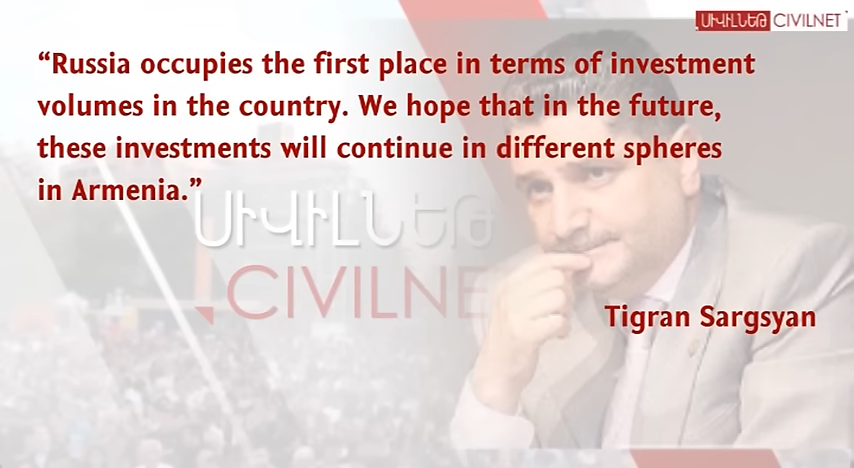 ՍԻՎԻԼՆԵԹ CIVILNET
“Russia occupies the first place in terms of investment
volumes in the country. We hope that in the future,
these investments will continue in different spheres
in Armenia.”
ՍԻՎԻԼՆԵԹ
CIVILNE
Tigran Sargsyan